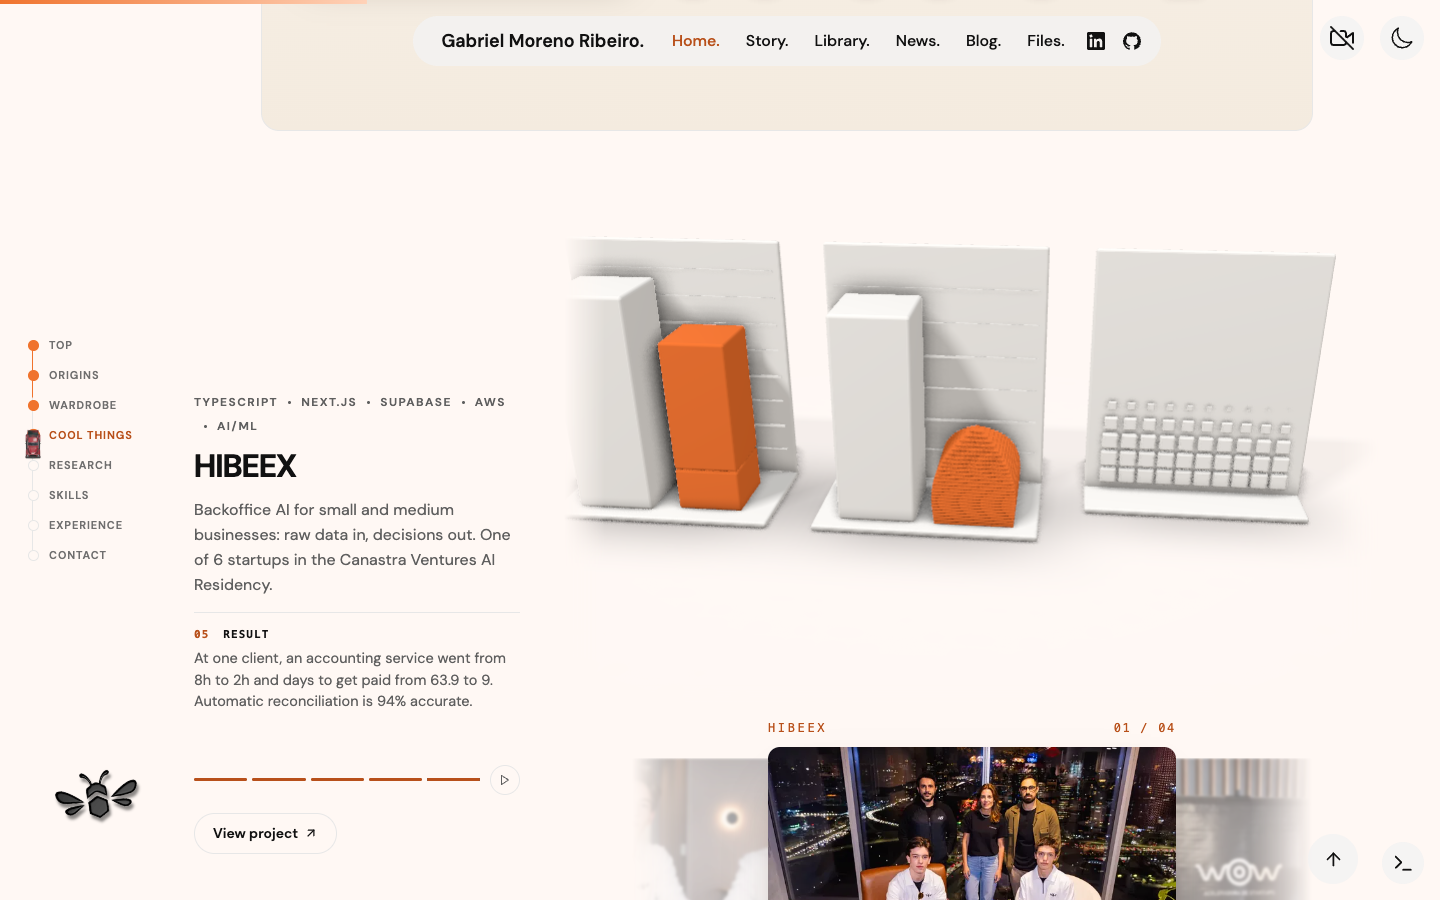 Gabriel Moreno Ribeiro. Home. Story. Library. News. Blog. Files.
TOP
ORIGINS
WARDROBE
COOL THINGS
RESEARCH
SKILLS
EXPERIENCE
CONTACT
TYPESCRIPT • NEXT.JS • SUPABASE • AWS
• AI/ML
HIBEEX
Backoffice AI for small and medium
businesses: raw data in, decisions out. One
of 6 startups in the Canastra Ventures AI
Residency.
05 RESULT
At one client, an accounting service went from
8h to 2h and days to get paid from 63.9 to 9.
Automatic reconciliation is 94% accurate.
View project
HIBEEX 01 / 04
WOW